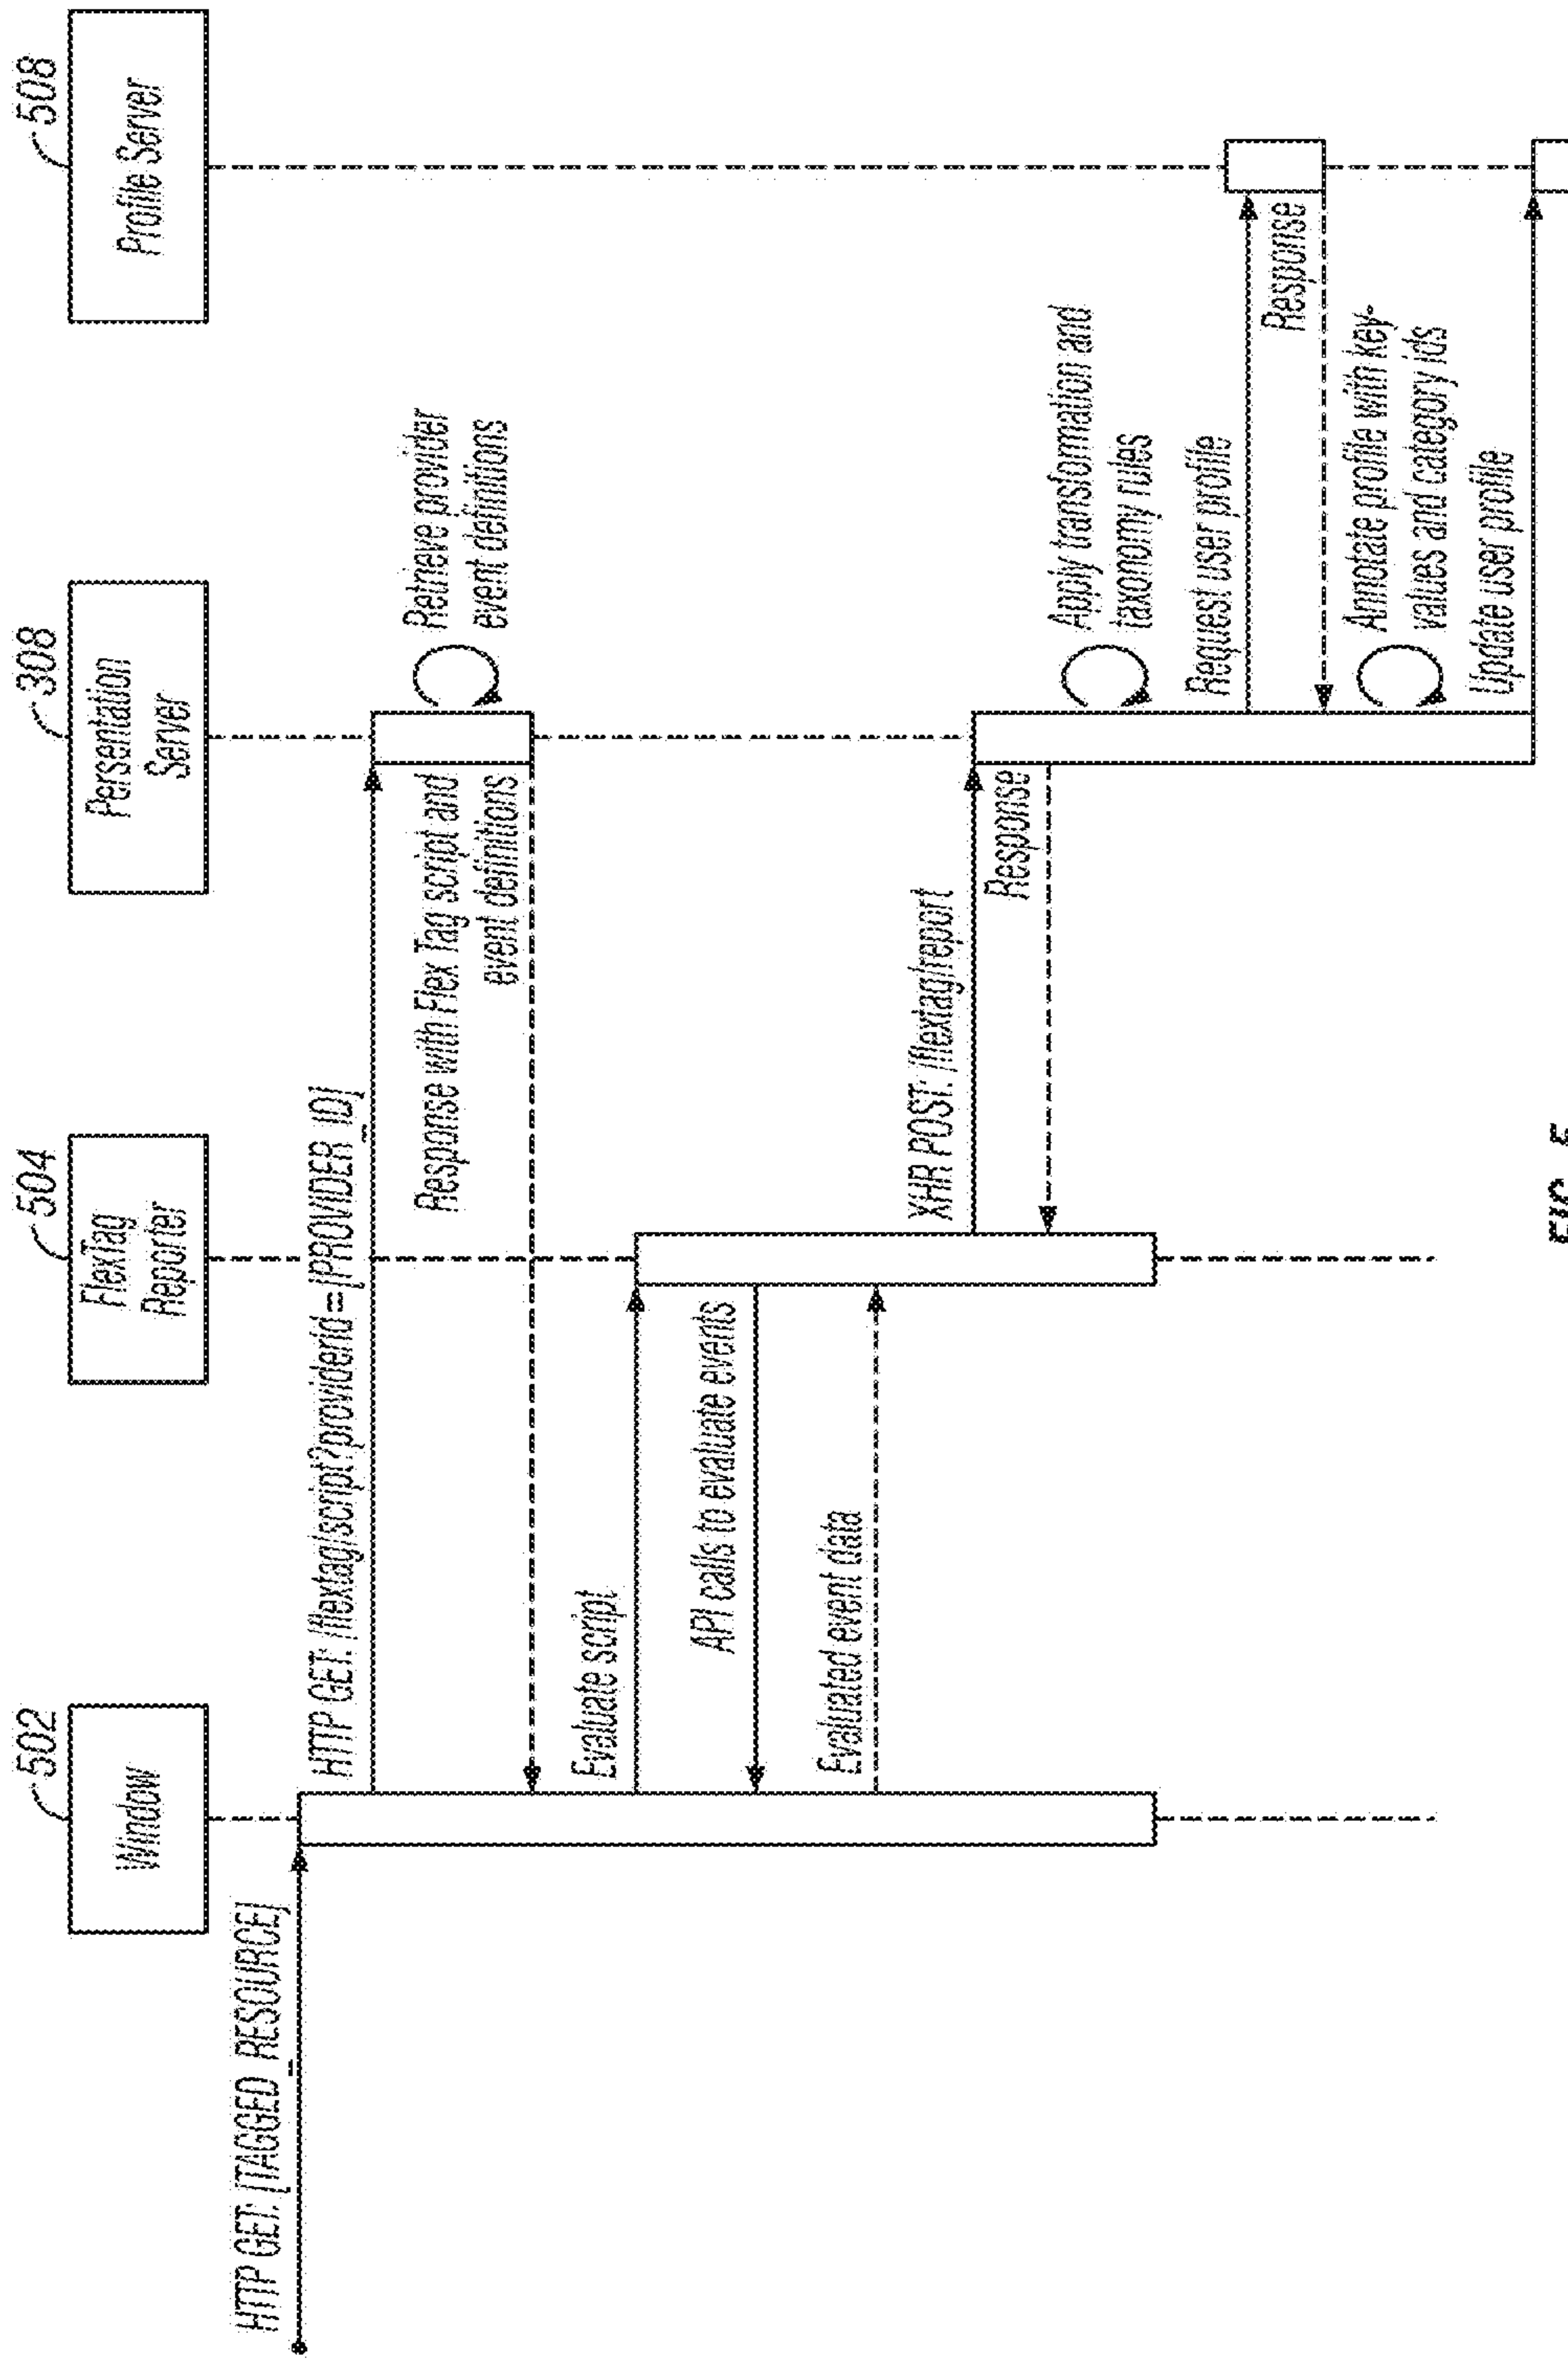 502
Window
504
FlexTag
Reporter
308
Persentation
Server
508
Profile Server
HTTP GET: [TAGGED_RESOURCE]
HTTP GET: /flextag/script?providerid=[PROVIDER_ID]
Retrieve provider
event definitions
Response with Flex Tag script and
event definitions
Evaluate script
API calls to evaluate events
Evaluated event data
XHR POST: /flextag/report
Response
Apply transformation and
taxonomy rules
Request user profile
Response
Annotate profile with key-
values and category ids
Update user profile